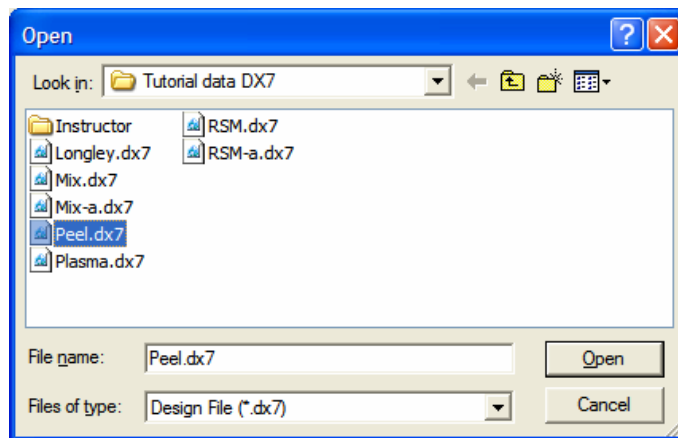 Open
Look in: Tutorial data DX7
Instructor
Longley.dx7
Mix.dx7
Mix-a.dx7
Peel.dx7
Plasma.dx7
RSM.dx7
RSM-a.dx7
File name: Peel.dx7 Open
Files of type: Design File (*.dx7) Cancel